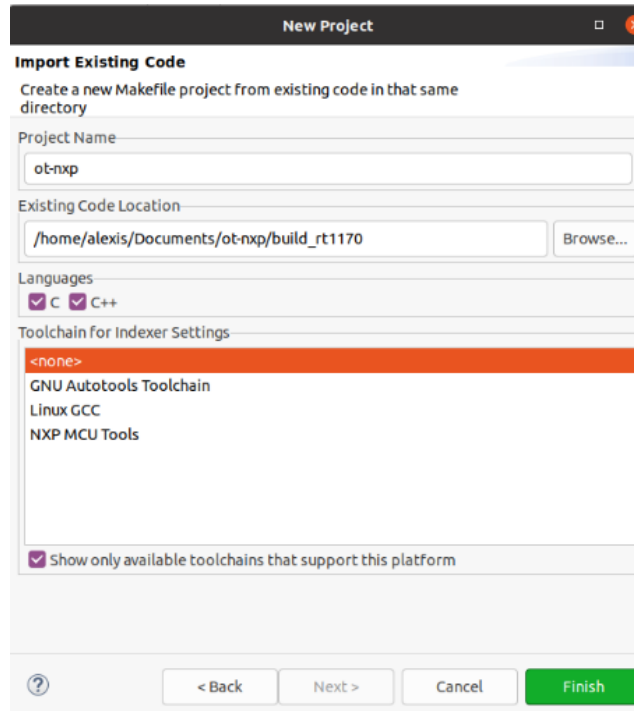 New Project
Import Existing Code
Create a new Makefile project from existing code in that same
directory
Project Name
ot-nxp
Existing Code Location
/home/alexis/Documents/ot-nxp/build_rt1170
Browse...
Languages
C C++
Toolchain for Indexer Settings
<none>
GNU Autotools Toolchain
Linux GCC
NXP MCU Tools
Show only available toolchains that support this platform
? < Back Next > Cancel Finish